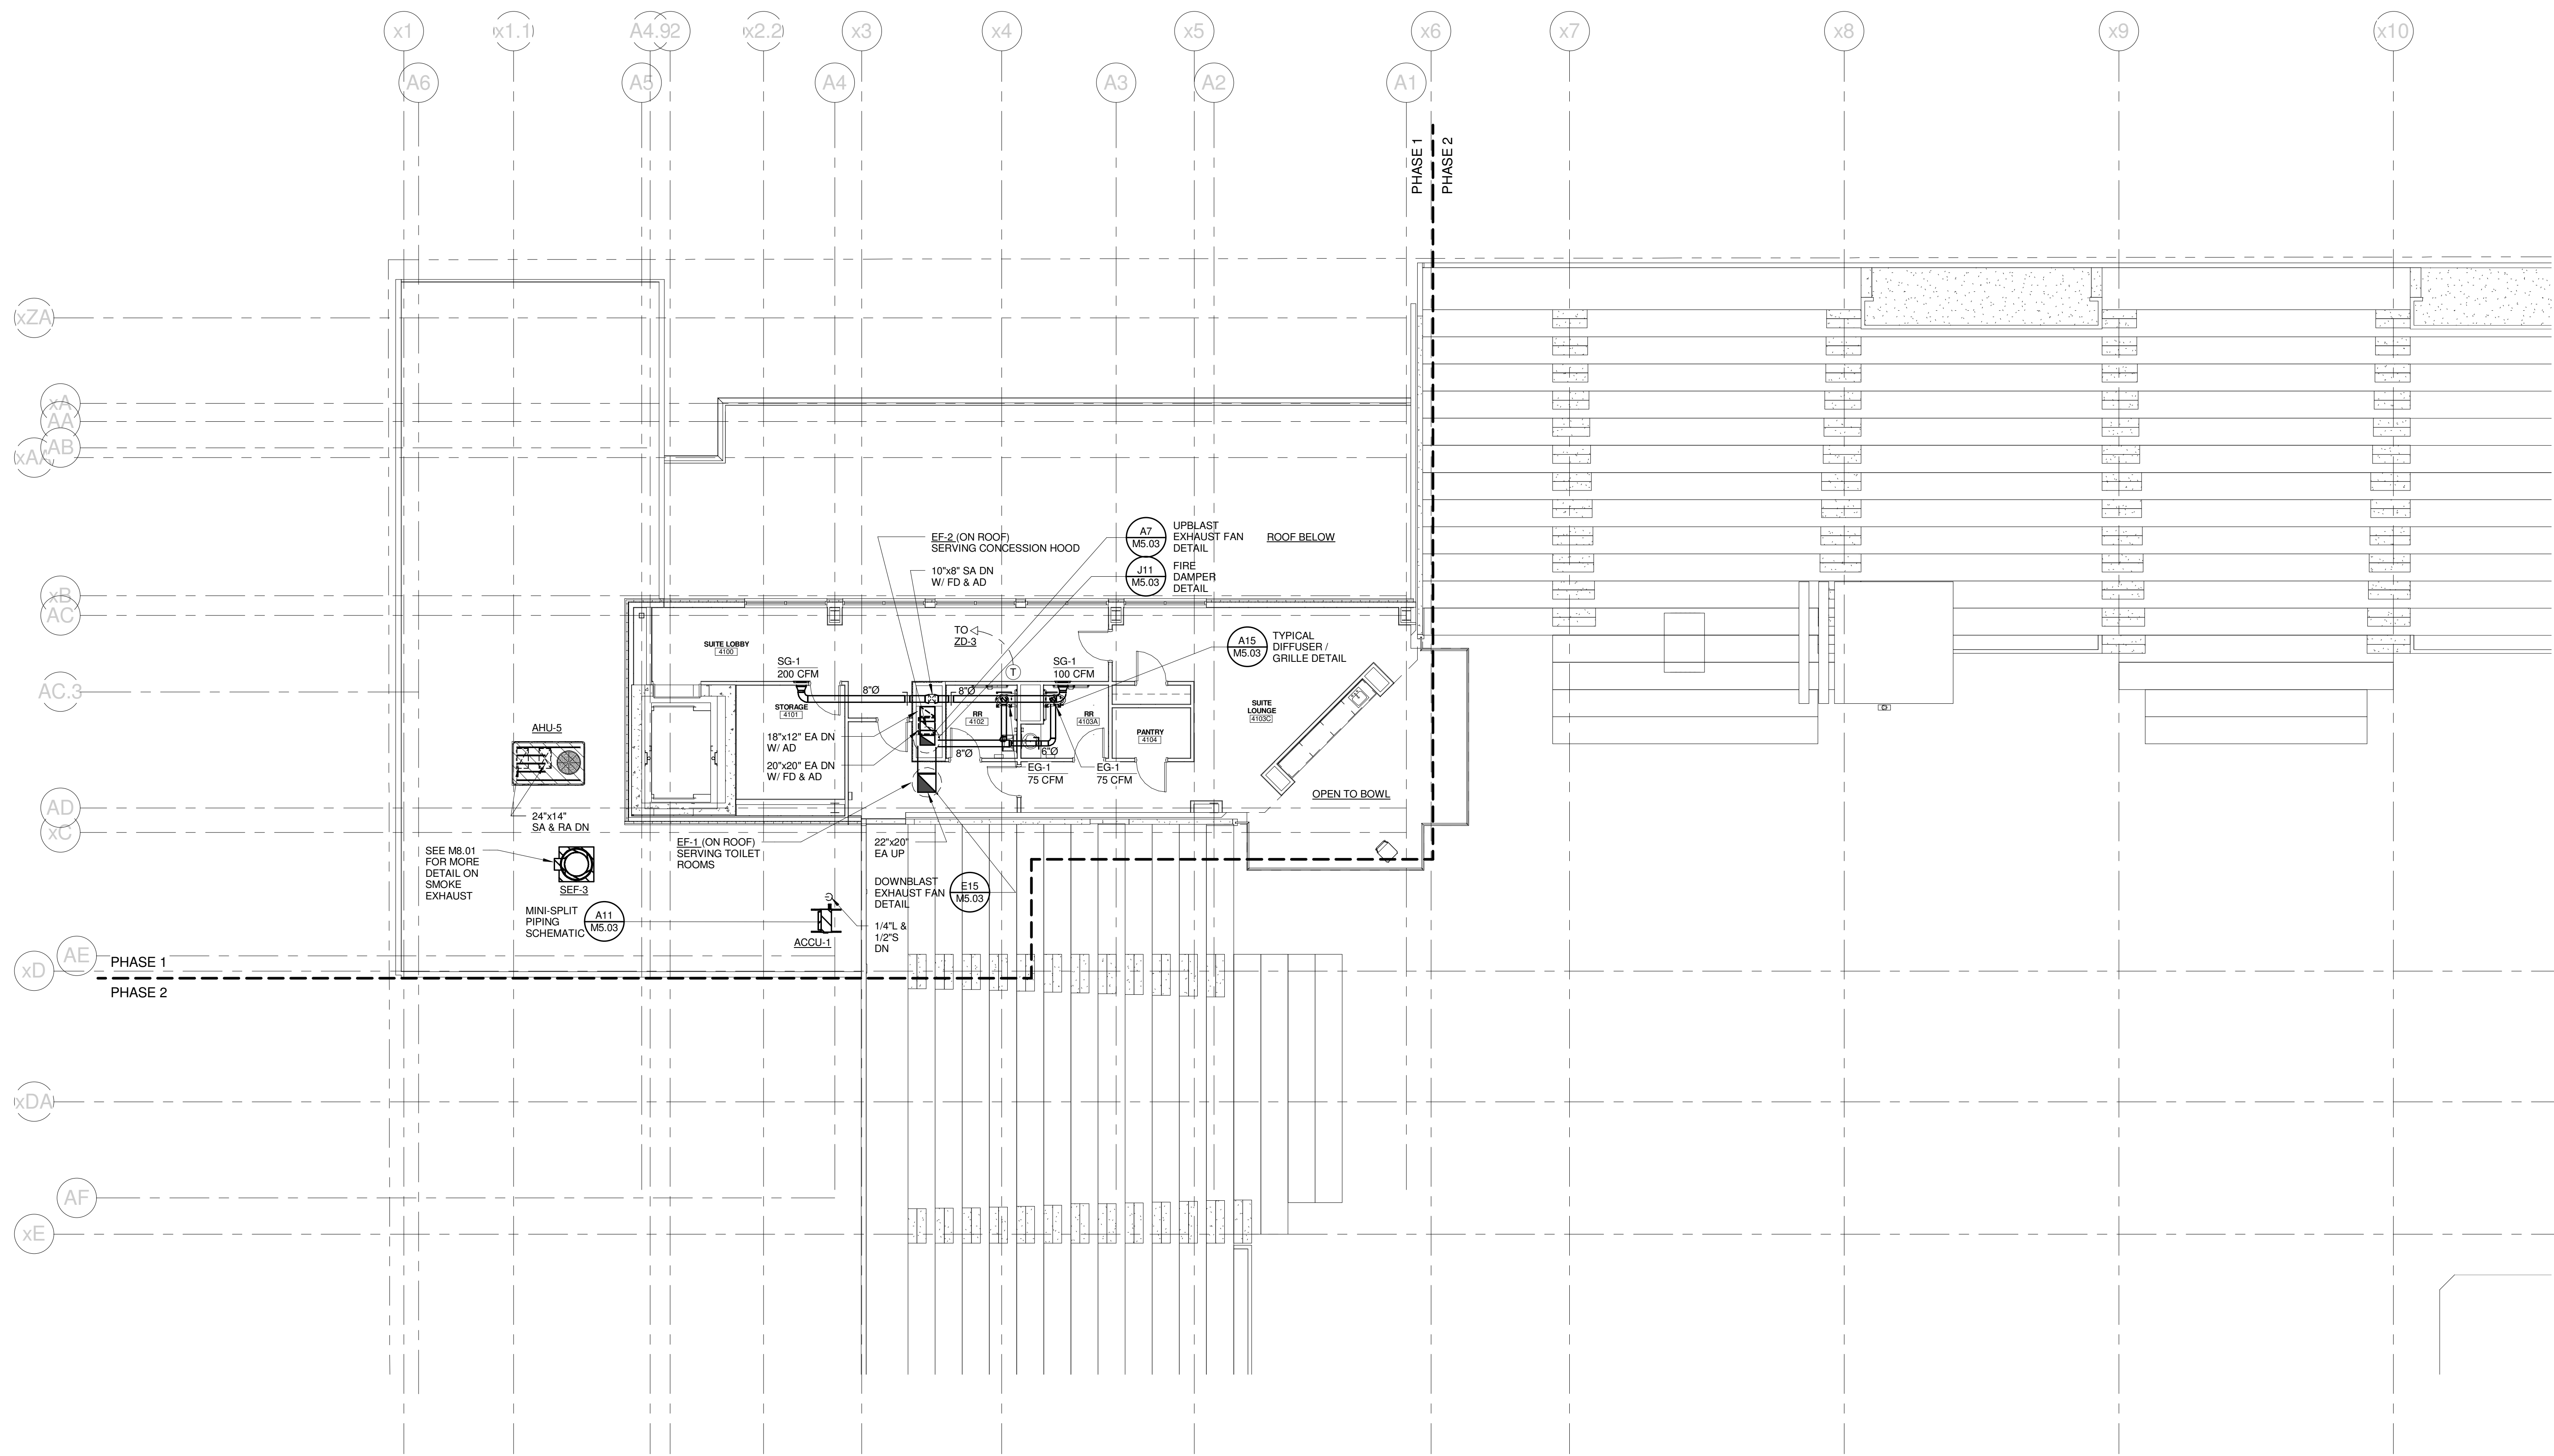 x1
x1.1
A4.9
2
x2.2
x3
x4
x5
x6
x7
x8
x9
x10
A6
A5
A4
A3
A2
A1
PHASE 1
PHASE 2
xZA
xA
AA
AB
xAA
xB
AC
AC.3
AD
xC
AE
xD
xDA
AF
xE
EF-2 (ON ROOF)
SERVING CONCESSION HOOD
10"x8" SA DN
W/ FD & AD
A7
M5.03
UPBLAST
EXHAUST FAN
DETAIL
ROOF BELOW
J11
M5.03
FIRE
DAMPER
DETAIL
TO
ZD-3
T
A15
M5.03
TYPICAL
DIFFUSER /
GRILLE DETAIL
SUITE LOBBY
4100
SG-1
200 CFM
SG-1
100 CFM
8"Ø
8"Ø
STORAGE
4101
RR
4102
RR
4103A
PANTRY
4104
SUITE
LOUNGE
4103C
18"x12" EA DN
W/ AD
20"x20" EA DN
W/ FD & AD
8"Ø
6"Ø
EG-1
75 CFM
EG-1
75 CFM
OPEN TO BOWL
AHU-5
24"x14"
SA & RA DN
SEE M8.01
FOR MORE
DETAIL ON
SMOKE
EXHAUST
SEF-3
EF-1 (ON ROOF)
SERVING TOILET
ROOMS
22"x20"
EA UP
DOWNBLAST
EXHAUST FAN
DETAIL
E15
M5.03
MINI-SPLIT
PIPING
SCHEMATIC
A11
M5.03
ACCU-1
1/4"L &
1/2"S
DN
PHASE 1
PHASE 2